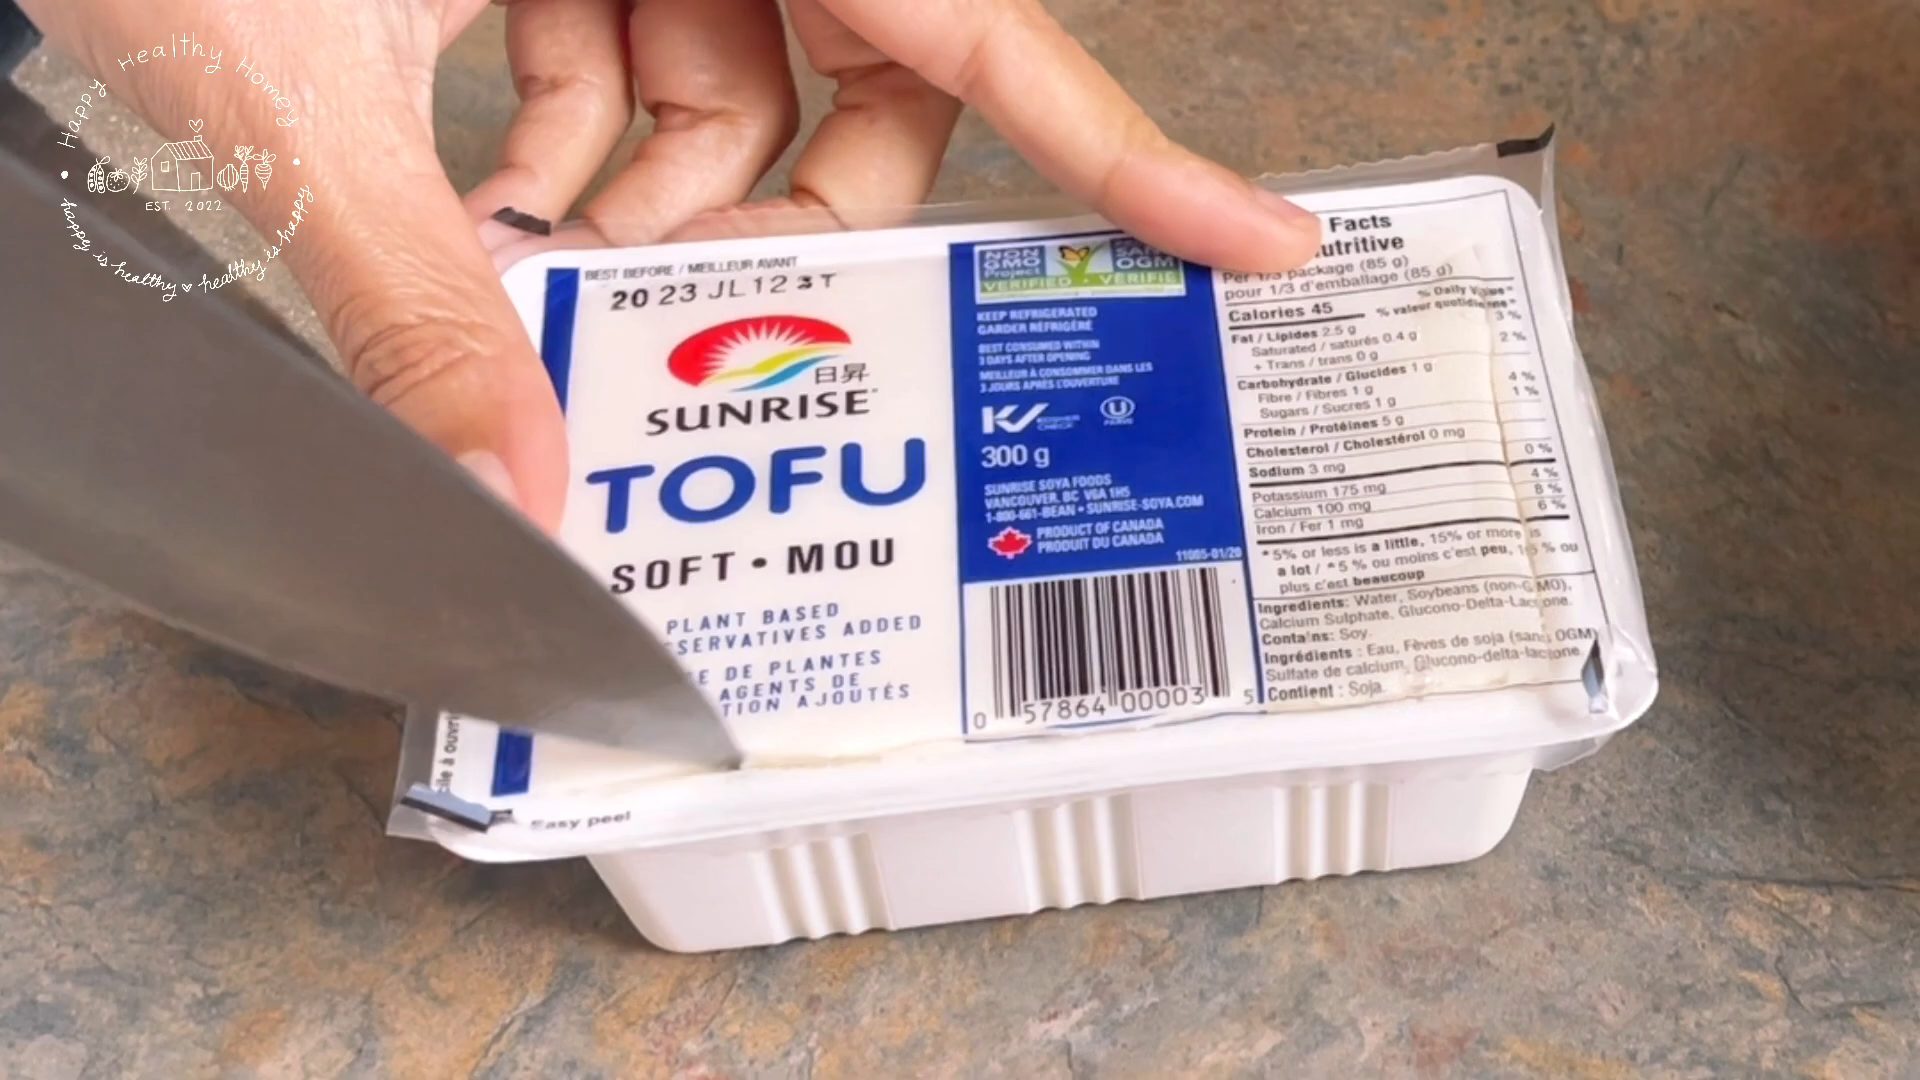 Happy Healthy Homey
EST. 2022
happy is healthy healthy is happy
BEST BEFORE / MEILLEUR AVANT
20 23 JL 12 T
日昇
SUNRISE
TOFU
SOFT • MOU
PLANT BASED
SERVATIVES ADDED
E DE PLANTES
AGENTS DE
TION AJOUTÉS
ile à ouvri
Easy peel
NON
GMO
Project
OGM
VERIFIED • VÉRIFIÉ
KEEP REFRIGERATED
GARDER RÉFRIGÉRÉ
BEST CONSUMED WITHIN
3 DAYS AFTER OPENING
MEILLEUR À CONSOMMER DANS LES
3 JOURS APRÈS L'OUVERTURE
KOSHER
CHECK
U
PAREVE
300 g
SUNRISE SOYA FOODS
VANCOUVER, BC V6A 1H5
1-800-661-BEAN • SUNRISE-SOYA.COM
PRODUCT OF CANADA
PRODUIT DU CANADA
11005-01/20
0 57864 00003 5
Facts
utritive
Per 1/3 package (85 g)
pour 1/3 d'emballage (85 g)
Calories 45
% Daily Value*
% valeur quotidienne*
Fat / Lipides 2.5 g 3 %
Saturated / saturés 0.4 g 2 %
+ Trans / trans 0 g
Carbohydrate / Glucides 1 g
Fibre / Fibres 1 g 4 %
Sugars / Sucres 1 g 1 %
Protein / Protéines 5 g
Cholesterol / Cholestérol 0 mg
Sodium 3 mg 0 %
Potassium 175 mg 4 %
Calcium 100 mg 8 %
Iron / Fer 1 mg 6 %
*5% or less is a little, 15% or more is
a lot / *5 % ou moins c'est peu, 15 % ou
plus c'est beaucoup
Ingredients: Water, Soybeans (non-GMO),
Calcium Sulphate, Glucono-Delta-Lactone.
Contains: Soy.
Ingrédients : Eau, Fèves de soja (sans OGM)
Sulfate de calcium, Glucono-delta-lactone.
Contient : Soja.